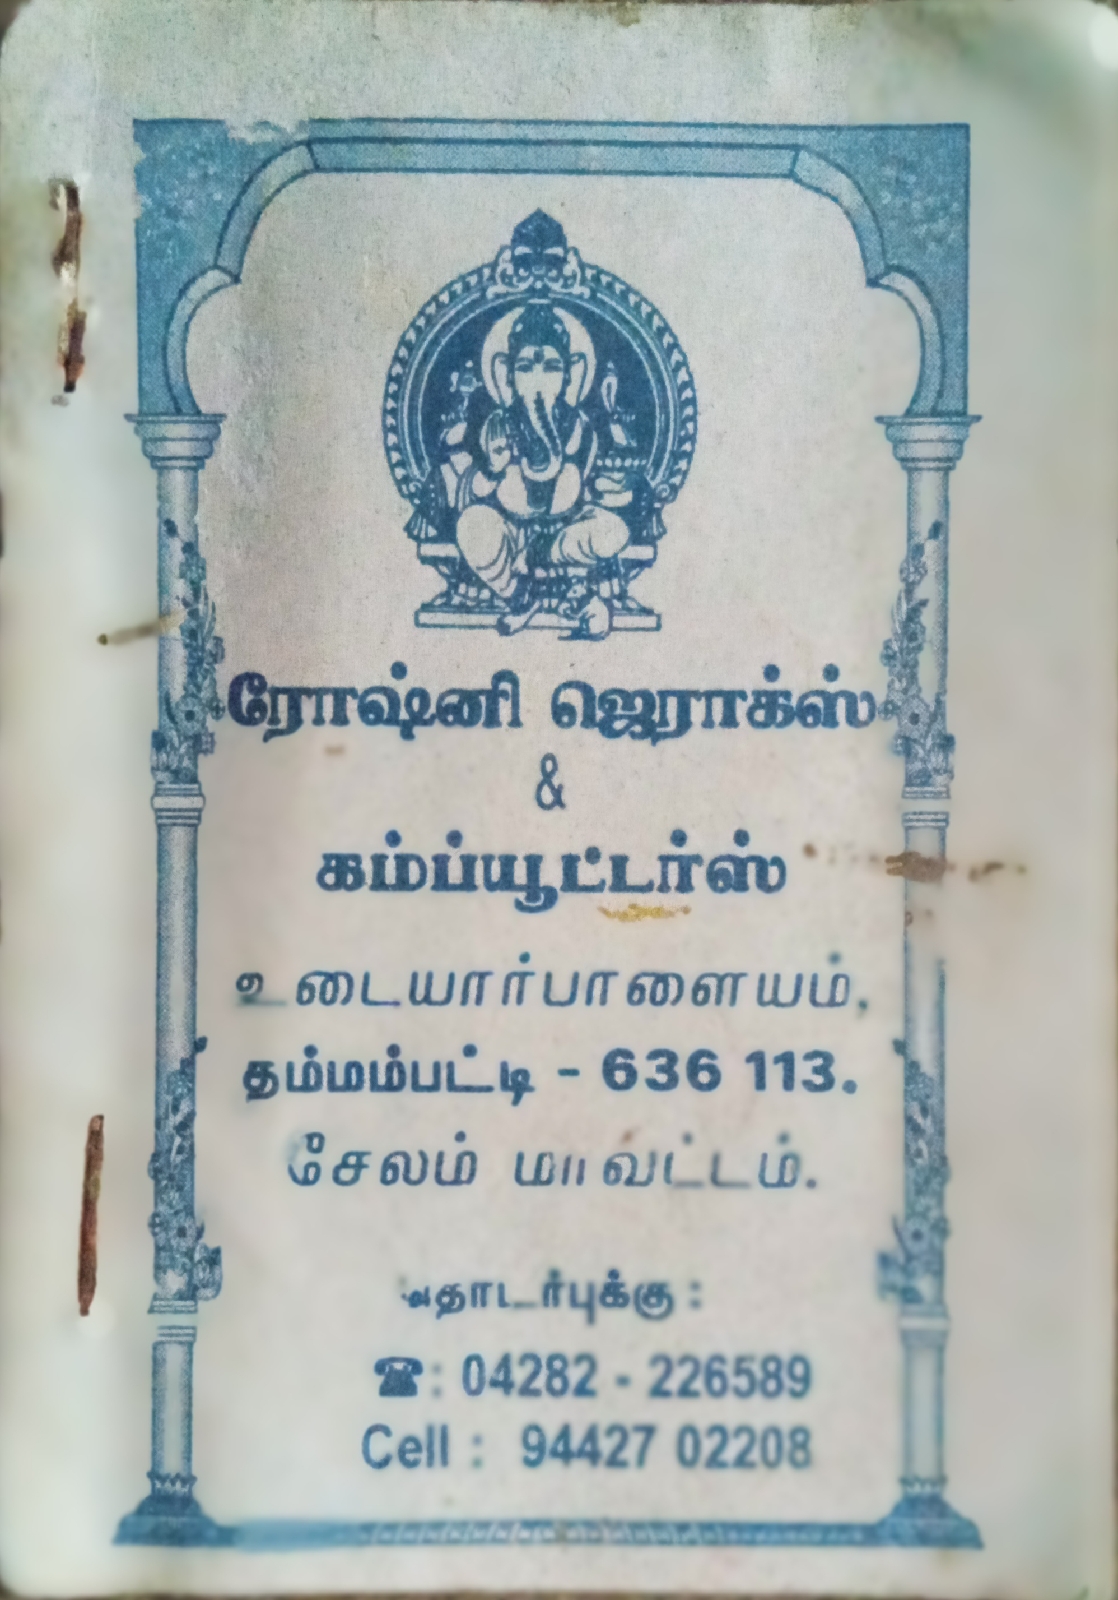 ரோஷ்னி ஜெராக்ஸ்
&
கம்ப்யூட்டர்ஸ்
உடையார்பாளையம்,
தம்மம்பட்டி - 636 113.
சேலம் மாவட்டம்.
தொடர்புக்கு :
☎: 04282 - 226589
Cell : 94427 02208